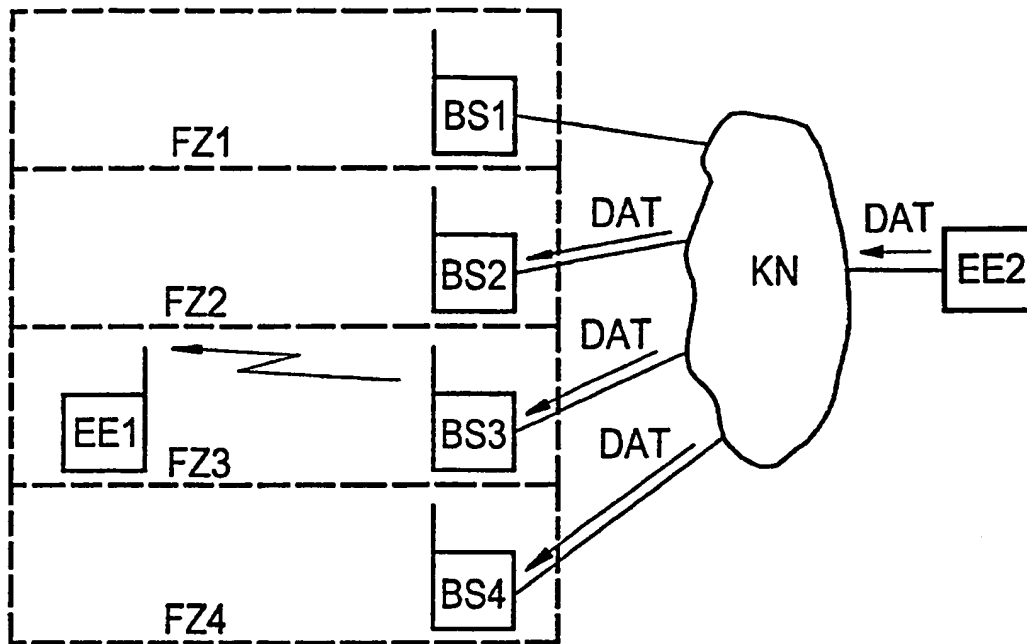 BS1
FZ1
DAT
DAT
BS2
KN
EE2
FZ2
DAT
EE1
BS3
DAT
FZ3
BS4
FZ4